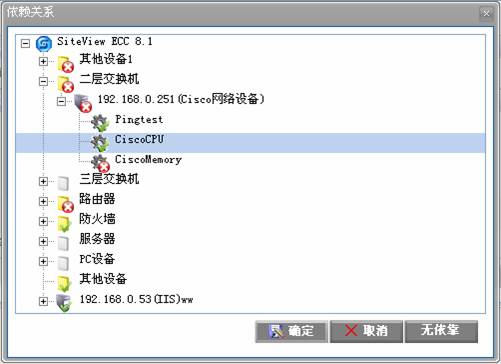 依赖关系
SiteView ECC 8.1
其他设备1
二层交换机
192.168.0.251(Cisco网络设备)
Pingtest
CiscoCPU
CiscoMemory
三层交换机
路由器
防火墙
服务器
PC设备
其他设备
192.168.0.53(IIS)ww
确定 取消 无依靠